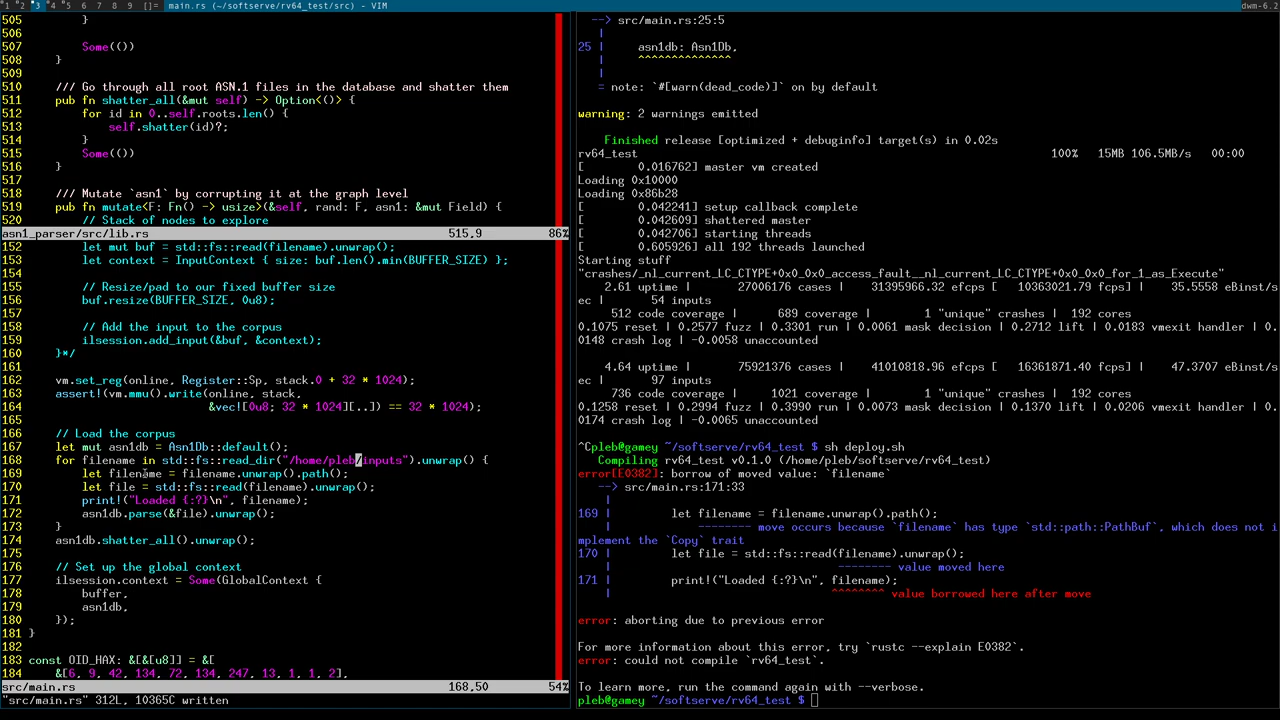 1 2 3 4 5 6 7 8 9 []= main.rs (~/softserve/rv64_test/src) - VIM dwm-6.2
505         }
506
507         Some(())
508     }
509
510     /// Go through all root ASN.1 files in the database and shatter them
511     pub fn shatter_all(&mut self) -> Option<()> {
512         for id in 0..self.roots.len() {
513             self.shatter(id)?;
514         }
515         Some(())
516     }
517
518     /// Mutate `asn1` by corrupting it at the graph level
519     pub fn mutate<F: Fn() -> usize>(&self, rand: F, asn1: &mut Field) {
520         // Stack of nodes to explore
asn1_parser/src/lib.rs 515,9 86%
152         let mut buf = std::fs::read(filename).unwrap();
153         let context = InputContext { size: buf.len().min(BUFFER_SIZE) };
154
155         // Resize/pad to our fixed buffer size
156         buf.resize(BUFFER_SIZE, 0u8);
157
158         // Add the input to the corpus
159         ilsession.add_input(&buf, &context);
160     }*/
161
162     vm.set_reg(online, Register::Sp, stack.0 + 32 * 1024);
163     assert!(vm.mmu().write(online, stack,
164                            &vec![0u8; 32 * 1024][..]) == 32 * 1024);
165
166     // Load the corpus
167     let mut asn1db = Asn1Db::default();
168     for filename in std::fs::read_dir("/home/pleb/inputs").unwrap() {
169         let filename = filename.unwrap().path();
170         let file = std::fs::read(filename).unwrap();
171         print!("Loaded {:?}\n", filename);
172         asn1db.parse(&file).unwrap();
173     }
174     asn1db.shatter_all().unwrap();
175
176     // Set up the global context
177     ilsession.context = Some(GlobalContext {
178         buffer,
179         asn1db,
180     });
181 }
182
183 const OID_HAX: &[&[u8]] = &[
184     &[6, 9, 42, 134, 72, 134, 247, 13, 1, 1, 2],
src/main.rs 168,50 54%
"src/main.rs" 312L, 10365C written
  --> src/main.rs:25:5
   |
25 |     asn1db: Asn1Db,
   |     ^^^^^^^^^^^^^^
   |
   = note: `#[warn(dead_code)]` on by default

warning: 2 warnings emitted

    Finished release [optimized + debuginfo] target(s) in 0.02s
rv64_test 100% 15MB 106.5MB/s 00:00
[       0.016762] master vm created
Loading 0x10000
Loading 0x86b28
[       0.042241] setup callback complete
[       0.042609] shattered master
[       0.042706] starting threads
[       0.605926] all 192 threads launched
Starting stuff
"crashes/_nl_current_LC_CTYPE+0x0_0x0_access_fault__nl_current_LC_CTYPE+0x0_0x0_for_1_as_Execute"
      2.61 uptime |     27006176 cases |    31395966.32 efcps [  10363021.79 fcps] |    35.5558 eBinst/s
ec |     54 inputs
       512 code coverage |        689 coverage |        1 "unique" crashes | 192 cores
0.1075 reset | 0.2577 fuzz | 0.3301 run | 0.0061 mask decision | 0.2712 lift | 0.0183 vmexit handler | 0.
0148 crash log | -0.0058 unaccounted

      4.64 uptime |     75921376 cases |    41010818.96 efcps [  16361871.40 fcps] |    47.3707 eBinst/s
ec |     97 inputs
       736 code coverage |       1021 coverage |        1 "unique" crashes | 192 cores
0.1258 reset | 0.2994 fuzz | 0.3990 run | 0.0073 mask decision | 0.1370 lift | 0.0206 vmexit handler | 0.
0174 crash log | -0.0065 unaccounted

^Cpleb@gamey ~/softserve/rv64_test $ sh deploy.sh
   Compiling rv64_test v0.1.0 (/home/pleb/softserve/rv64_test)
error[E0382]: borrow of moved value: `filename`
   --> src/main.rs:171:33
    |
169 |         let filename = filename.unwrap().path();
    |             -------- move occurs because `filename` has type `std::path::PathBuf`, which does not i
mplement the `Copy` trait
170 |         let file = std::fs::read(filename).unwrap();
    |                                  -------- value moved here
171 |         print!("Loaded {:?}\n", filename);
    |                                 ^^^^^^^^ value borrowed here after move

error: aborting due to previous error

For more information about this error, try `rustc --explain E0382`.
error: could not compile `rv64_test`.

To learn more, run the command again with --verbose.
pleb@gamey ~/softserve/rv64_test $